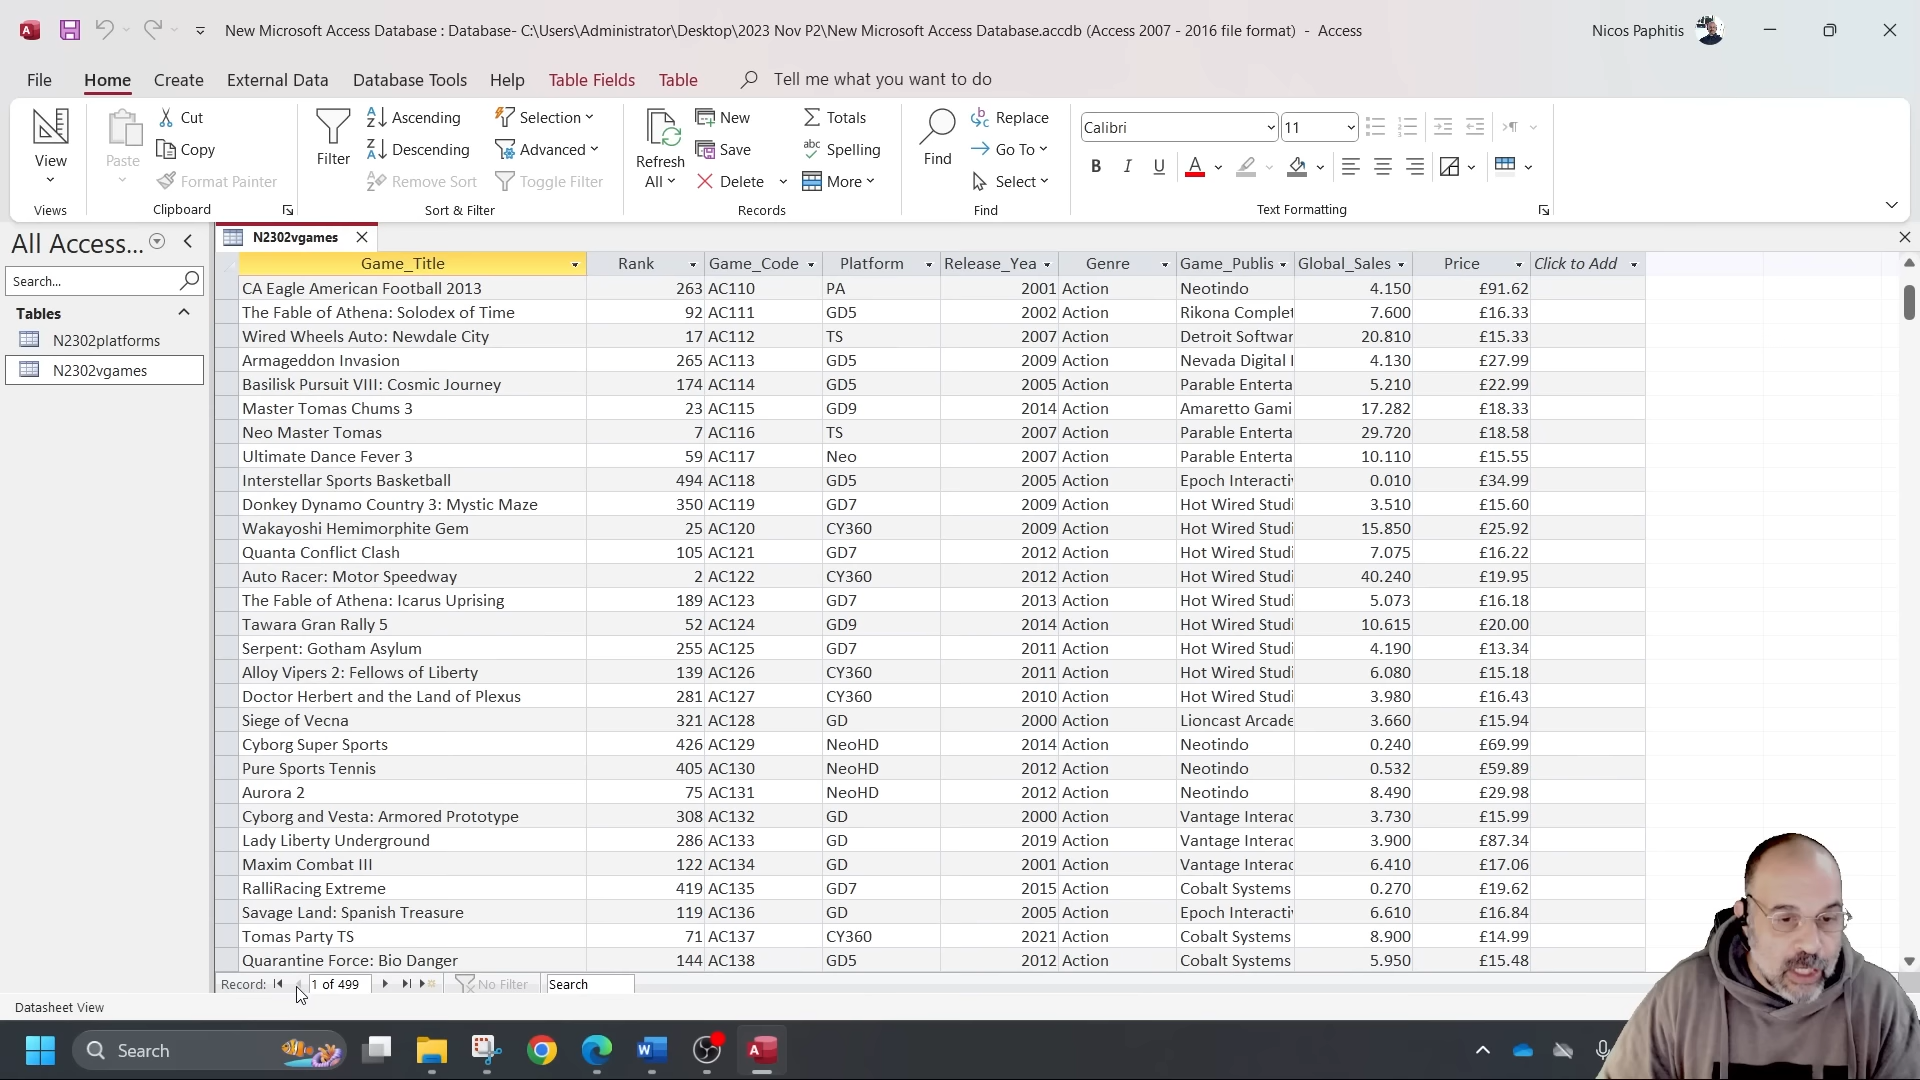 New Microsoft Access Database : Database- C:\Users\Administrator\Desktop\2023 Nov P2\New Microsoft Access Database.accdb (Access 2007 - 2016 file format) - Access
Nicos Paphitis
File Home Create External Data Database Tools Help Table Fields Table Tell me what you want to do
View
Views
Paste
Cut
Copy
Format Painter
Clipboard
Filter
Ascending
Descending
Remove Sort
Selection
Advanced
Toggle Filter
Sort & Filter
Refresh
All
New
Save
Delete
Totals
Spelling
More
Records
Find
Replace
Go To
Select
Find
Calibri 11
B I U A
Text Formatting
All Access...
Search...
Tables
N2302platforms
N2302vgames
N2302vgames
Game_Title Rank Game_Code Platform Release_Yea Genre Game_Publis Global_Sales Price Click to Add
CA Eagle American Football 2013 263 AC110 PA 2001 Action Neotindo 4.150 £91.62
The Fable of Athena: Solodex of Time 92 AC111 GD5 2002 Action Rikona Complet 7.600 £16.33
Wired Wheels Auto: Newdale City 17 AC112 TS 2007 Action Detroit Softwar 20.810 £15.33
Armageddon Invasion 265 AC113 GD5 2009 Action Nevada Digital 4.130 £27.99
Basilisk Pursuit VIII: Cosmic Journey 174 AC114 GD5 2005 Action Parable Enterta 5.210 £22.99
Master Tomas Chums 3 23 AC115 GD9 2014 Action Amaretto Gami 17.282 £18.33
Neo Master Tomas 7 AC116 TS 2007 Action Parable Enterta 29.720 £18.58
Ultimate Dance Fever 3 59 AC117 Neo 2007 Action Parable Enterta 10.110 £15.55
Interstellar Sports Basketball 494 AC118 GD5 2005 Action Epoch Interacti 0.010 £34.99
Donkey Dynamo Country 3: Mystic Maze 350 AC119 GD7 2009 Action Hot Wired Studi 3.510 £15.60
Wakayoshi Hemimorphite Gem 25 AC120 CY360 2009 Action Hot Wired Studi 15.850 £25.92
Quanta Conflict Clash 105 AC121 GD7 2012 Action Hot Wired Studi 7.075 £16.22
Auto Racer: Motor Speedway 2 AC122 CY360 2012 Action Hot Wired Studi 40.240 £19.95
The Fable of Athena: Icarus Uprising 189 AC123 GD7 2013 Action Hot Wired Studi 5.073 £16.18
Tawara Gran Rally 5 52 AC124 GD9 2014 Action Hot Wired Studi 10.615 £20.00
Serpent: Gotham Asylum 255 AC125 GD7 2011 Action Hot Wired Studi 4.190 £13.34
Alloy Vipers 2: Fellows of Liberty 139 AC126 CY360 2011 Action Hot Wired Studi 6.080 £15.18
Doctor Herbert and the Land of Plexus 281 AC127 CY360 2010 Action Hot Wired Studi 3.980 £16.43
Siege of Vecna 321 AC128 GD 2000 Action Lioncast Arcade 3.660 £15.94
Cyborg Super Sports 426 AC129 NeoHD 2014 Action Neotindo 0.240 £69.99
Pure Sports Tennis 405 AC130 NeoHD 2012 Action Neotindo 0.532 £59.89
Aurora 2 75 AC131 NeoHD 2012 Action Neotindo 8.490 £29.98
Cyborg and Vesta: Armored Prototype 308 AC132 GD 2000 Action Vantage Interac 3.730 £15.99
Lady Liberty Underground 286 AC133 GD 2019 Action Vantage Interac 3.900 £87.34
Maxim Combat III 122 AC134 GD 2001 Action Vantage Interac 6.410 £17.06
RalliRacing Extreme 419 AC135 GD7 2015 Action Cobalt Systems 0.270 £19.62
Savage Land: Spanish Treasure 119 AC136 GD 2005 Action Epoch Interacti 6.610 £16.84
Tomas Party TS 71 AC137 CY360 2021 Action Cobalt Systems 8.900 £14.99
Quarantine Force: Bio Danger 144 AC138 GD5 2012 Action Cobalt Systems 5.950 £15.48
Record: 1 of 499 No Filter Search
Datasheet View
Search